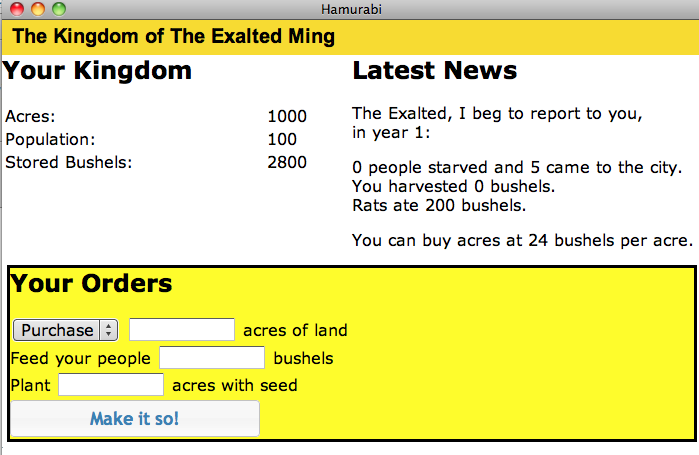 Hamurabi
The Kingdom of The Exalted Ming
Your Kingdom
Acres: 1000
Population: 100
Stored Bushels: 2800
Latest News
The Exalted, I beg to report to you,
in year 1:
0 people starved and 5 came to the city.
You harvested 0 bushels.
Rats ate 200 bushels.
You can buy acres at 24 bushels per acre.
Your Orders
Purchase acres of land
Feed your people bushels
Plant acres with seed
Make it so!